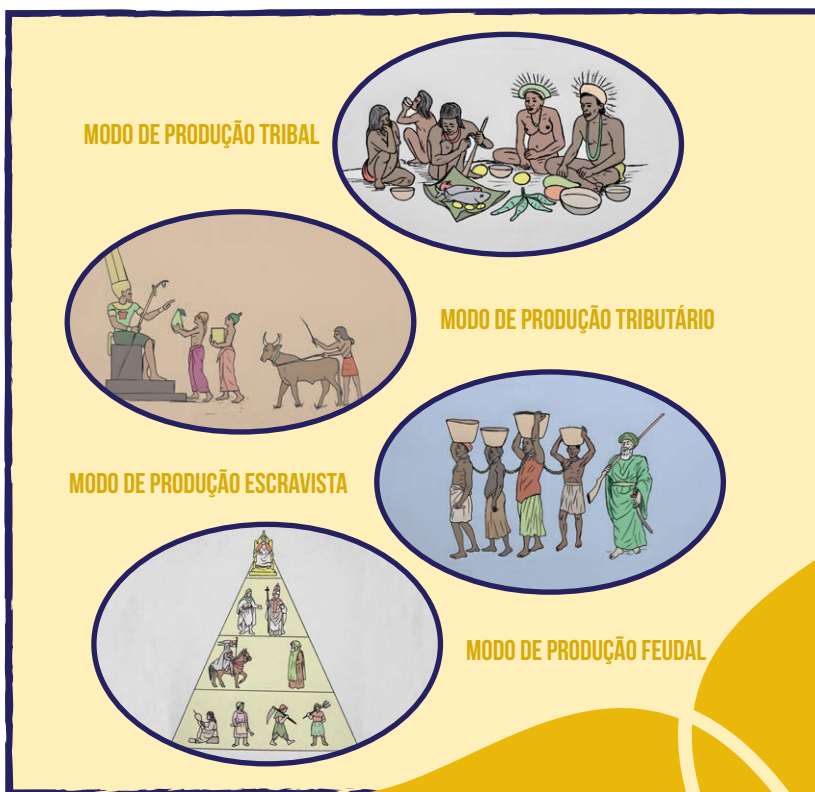 MODO DE PRODUÇÃO TRIBAL
MODO DE PRODUÇÃO TRIBUTÁRIO
MODO DE PRODUÇÃO ESCRAVISTA
MODO DE PRODUÇÃO FEUDAL